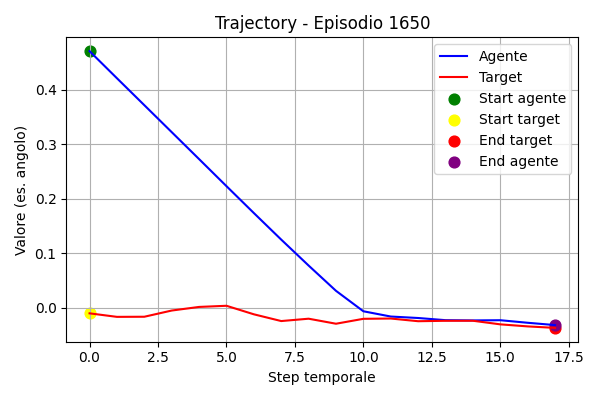 Trajectory - Episodio 1650
Valore (es. angolo)
0.4
0.3
0.2
0.1
0.0
Agente
Target
Start agente
Start target
End target
End agente
0.0 2.5 5.0 7.5 10.0 12.5 15.0 17.5
Step temporale